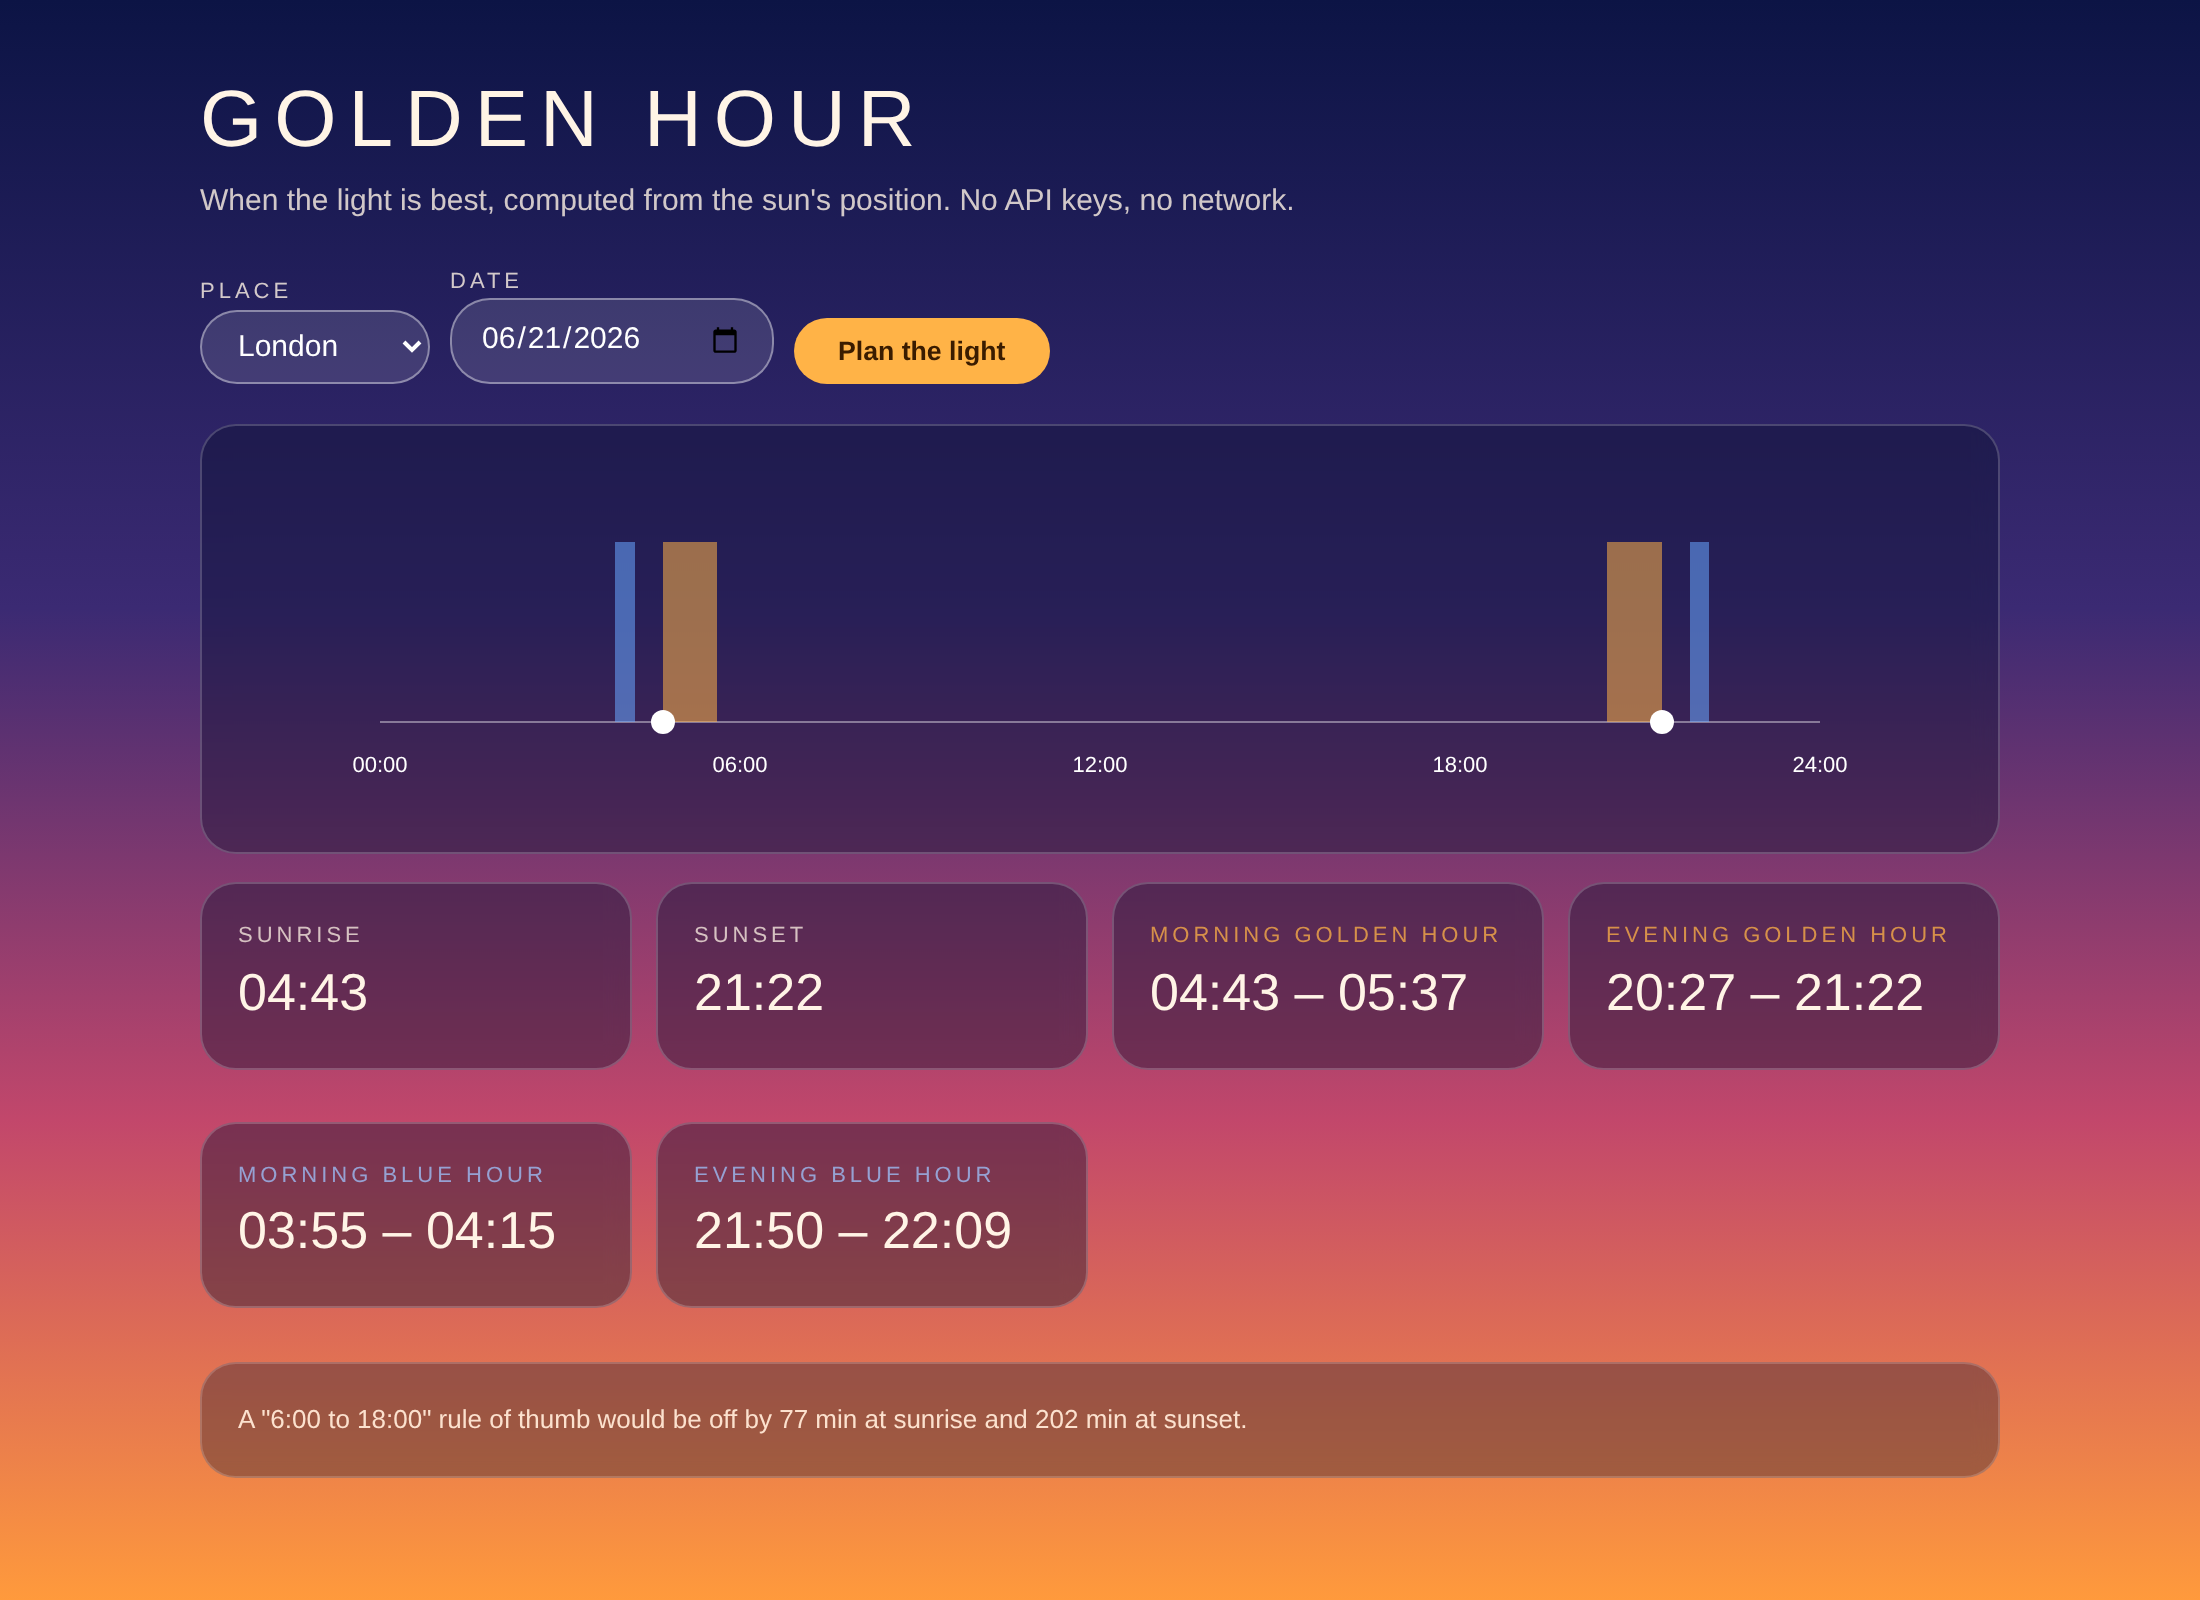 GOLDEN HOUR
When the light is best, computed from the sun's position. No API keys, no network.
PLACE
DATE
London
06/21/2026
Plan the light
00:00
06:00
12:00
18:00
24:00
SUNRISE
04:43
SUNSET
21:22
MORNING GOLDEN HOUR
04:43 – 05:37
EVENING GOLDEN HOUR
20:27 – 21:22
MORNING BLUE HOUR
03:55 – 04:15
EVENING BLUE HOUR
21:50 – 22:09
A "6:00 to 18:00" rule of thumb would be off by 77 min at sunrise and 202 min at sunset.